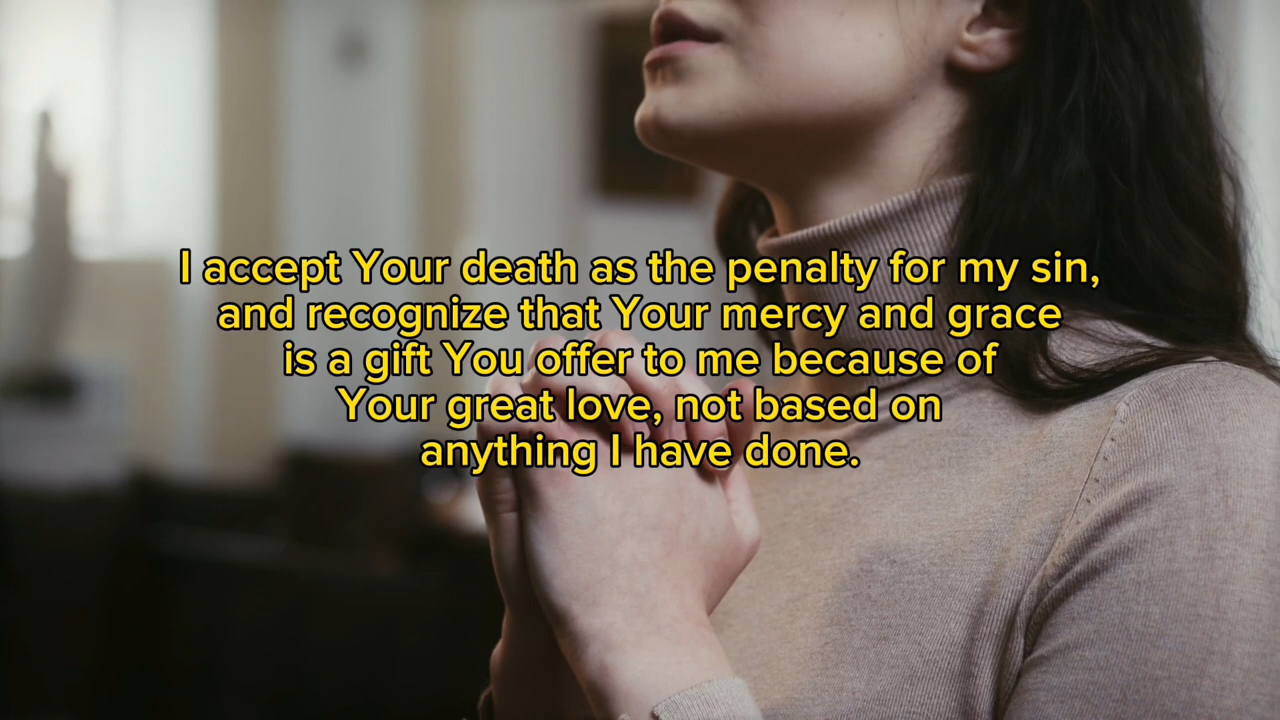 I accept Your death as the penalty for my sin,
and recognize that Your mercy and grace
is a gift You offer to me because of
Your great love, not based on
anything I have done.